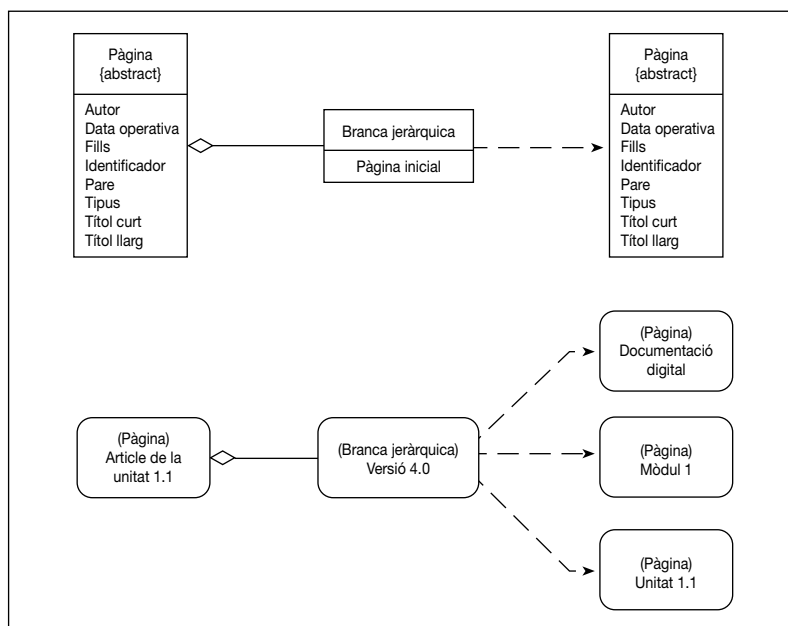 Pàgina
{abstract}
Autor
Data operativa
Fills
Identificador
Pare
Tipus
Títol curt
Títol llarg
Branca jeràrquica
Pàgina inicial
Pàgina
{abstract}
Autor
Data operativa
Fills
Identificador
Pare
Tipus
Títol curt
Títol llarg
(Pàgina)
Article de la
unitat 1.1
(Branca jeràrquica)
Versió 4.0
(Pàgina)
Documentació
digital
(Pàgina)
Mòdul 1
(Pàgina)
Unitat 1.1